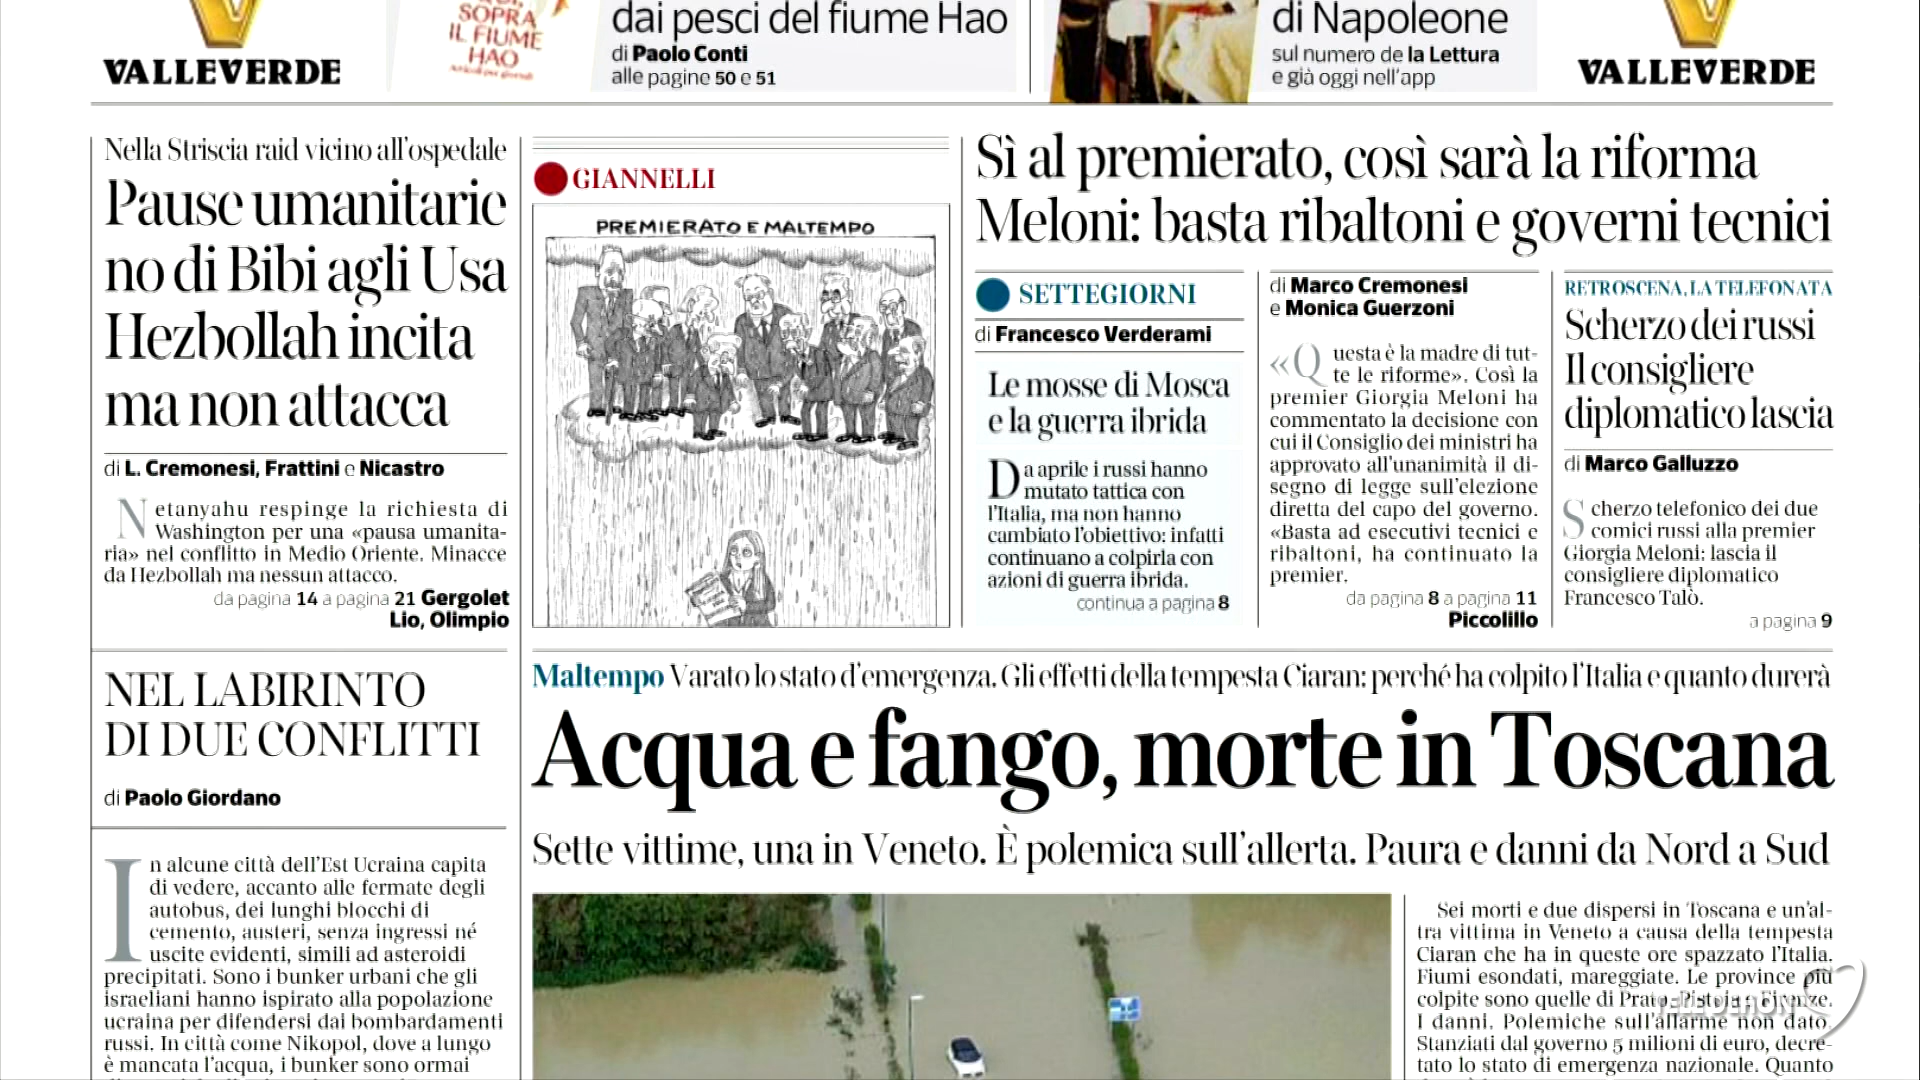 VALLEVERDE
SOPRA
IL FIUME
HAO
dai pesci del fiume Hao
di Paolo Conti
alle pagine 50 e 51
di Napoleone
sul numero de la Lettura
e già oggi nell'app
VALLEVERDE
Nella Striscia raid vicino all'ospedale
Pause umanitarie
no di Bibi agli Usa
Hezbollah incita
ma non attacca
di L. Cremonesi, Frattini e Nicastro
Netanyahu respinge la richiesta di
Washington per una «pausa umanita-
ria» nel conflitto in Medio Oriente. Minacce
da Hezbollah ma nessun attacco.
da pagina 14 a pagina 21 Gergolet
Lio, Olimpio
NEL LABIRINTO
DI DUE CONFLITTI
di Paolo Giordano
In alcune città dell'Est Ucraina capita
di vedere, accanto alle fermate degli
autobus, dei lunghi blocchi di
cemento, austeri, senza ingressi né
uscite evidenti, simili ad asteroidi
precipitati. Sono i bunker urbani che gli
israeliani hanno ispirato alla popolazione
ucraina per difendersi dai bombardamenti
russi. In città come Nikopol, dove a lungo
è mancata l'acqua, i bunker sono ormai
GIANNELLI
PREMIERATO E MALTEMPO
Sì al premierato, così sarà la riforma
Meloni: basta ribaltoni e governi tecnici
SETTEGIORNI
di Francesco Verderami
Le mosse di Mosca
e la guerra ibrida
Da aprile i russi hanno
mutato tattica con
l'Italia, ma non hanno
cambiato l'obiettivo: infatti
continuano a colpirla con
azioni di guerra ibrida.
continua a pagina 8
di Marco Cremonesi
e Monica Guerzoni
«Questa è la madre di tut-
te le riforme». Così la
premier Giorgia Meloni ha
commentato la decisione con
cui il Consiglio dei ministri ha
approvato all'unanimità il di-
segno di legge sull'elezione
diretta del capo del governo.
«Basta ad esecutivi tecnici e
ribaltoni, ha continuato la
premier.
da pagina 8 a pagina 11
Piccolillo
RETROSCENA, LA TELEFONATA
Scherzo dei russi
Il consigliere
diplomatico lascia
di Marco Galluzzo
Scherzo telefonico dei due
comici russi alla premier
Giorgia Meloni: lascia il
consigliere diplomatico
Francesco Talò.
a pagina 9
Maltempo Varato lo stato d'emergenza. Gli effetti della tempesta Ciaran: perché ha colpito l'Italia e quanto durerà
Acqua e fango, morte in Toscana
Sette vittime, una in Veneto. È polemica sull'allerta. Paura e danni da Nord a Sud
Sei morti e due dispersi in Toscana e un'al-
tra vittima in Veneto a causa della tempesta
Ciaran che ha in queste ore spazzato l'Italia.
Fiumi esondati, mareggiate. Le province più
colpite sono quelle di Prato, Pistoia e Firenze.
I danni. Polemiche sull'allarme non dato.
Stanziati dal governo 5 milioni di euro, decre-
tato lo stato di emergenza nazionale. Quanto